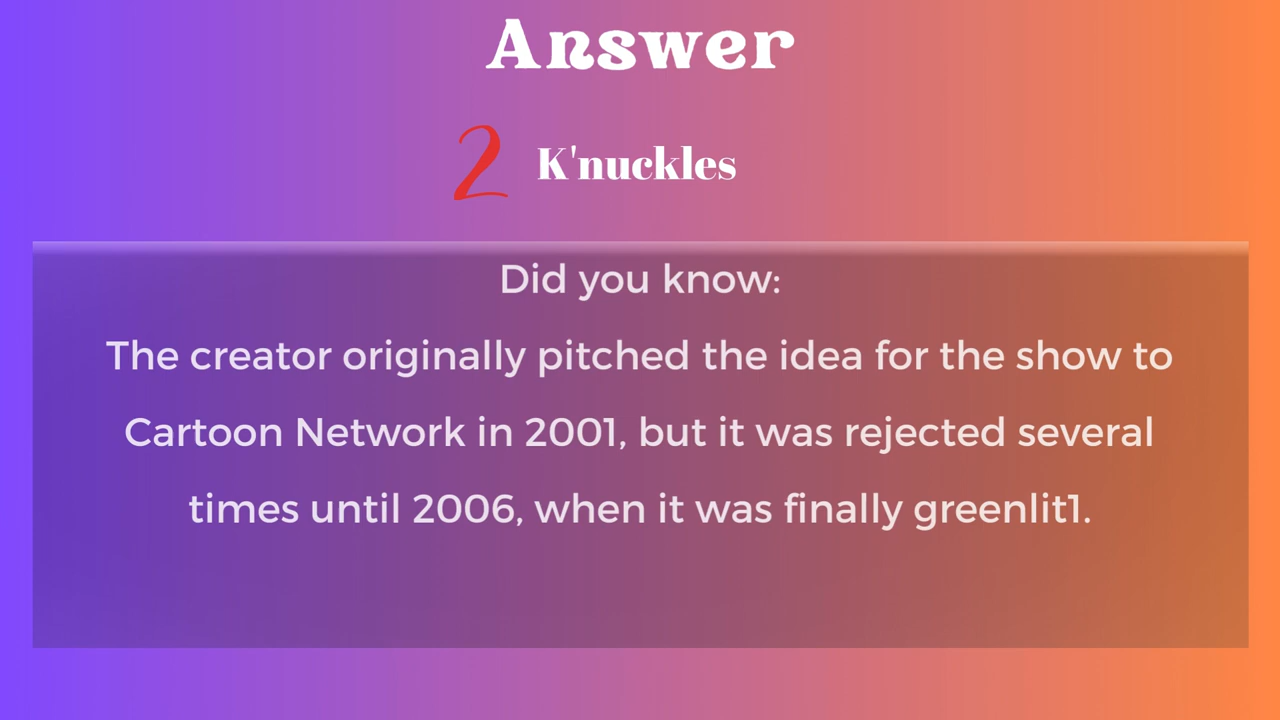 Answer
2 K'nuckles
Did you know:
The creator originally pitched the idea for the show to
Cartoon Network in 2001, but it was rejected several
times until 2006, when it was finally greenlit1.